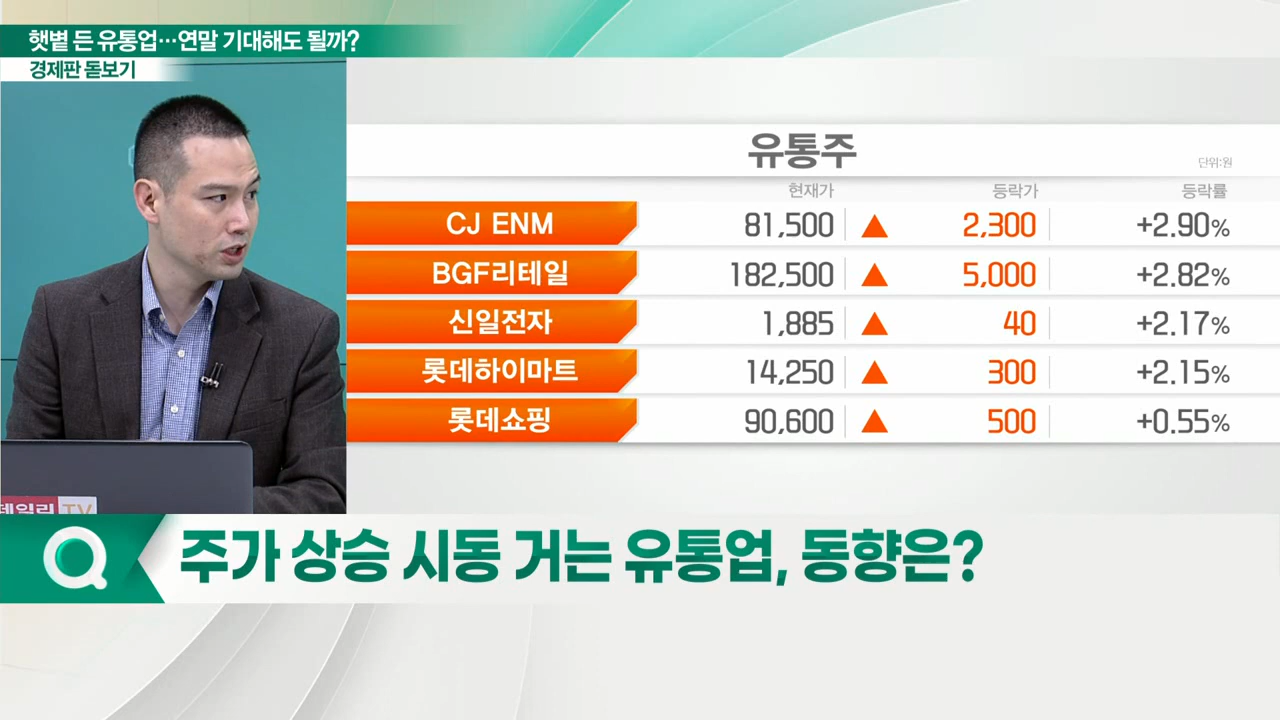 햇볕 든 유통업…연말 기대해도 될까?
경제판 돋보기
유통주
단위:원
현재가 등락가 등락률
CJ ENM 81,500 ▲ 2,300 +2.90%
BGF리테일 182,500 ▲ 5,000 +2.82%
신일전자 1,885 ▲ 40 +2.17%
롯데하이마트 14,250 ▲ 300 +2.15%
롯데쇼핑 90,600 ▲ 500 +0.55%
데일리 TV
Q 주가 상승 시동 거는 유통업, 동향은?